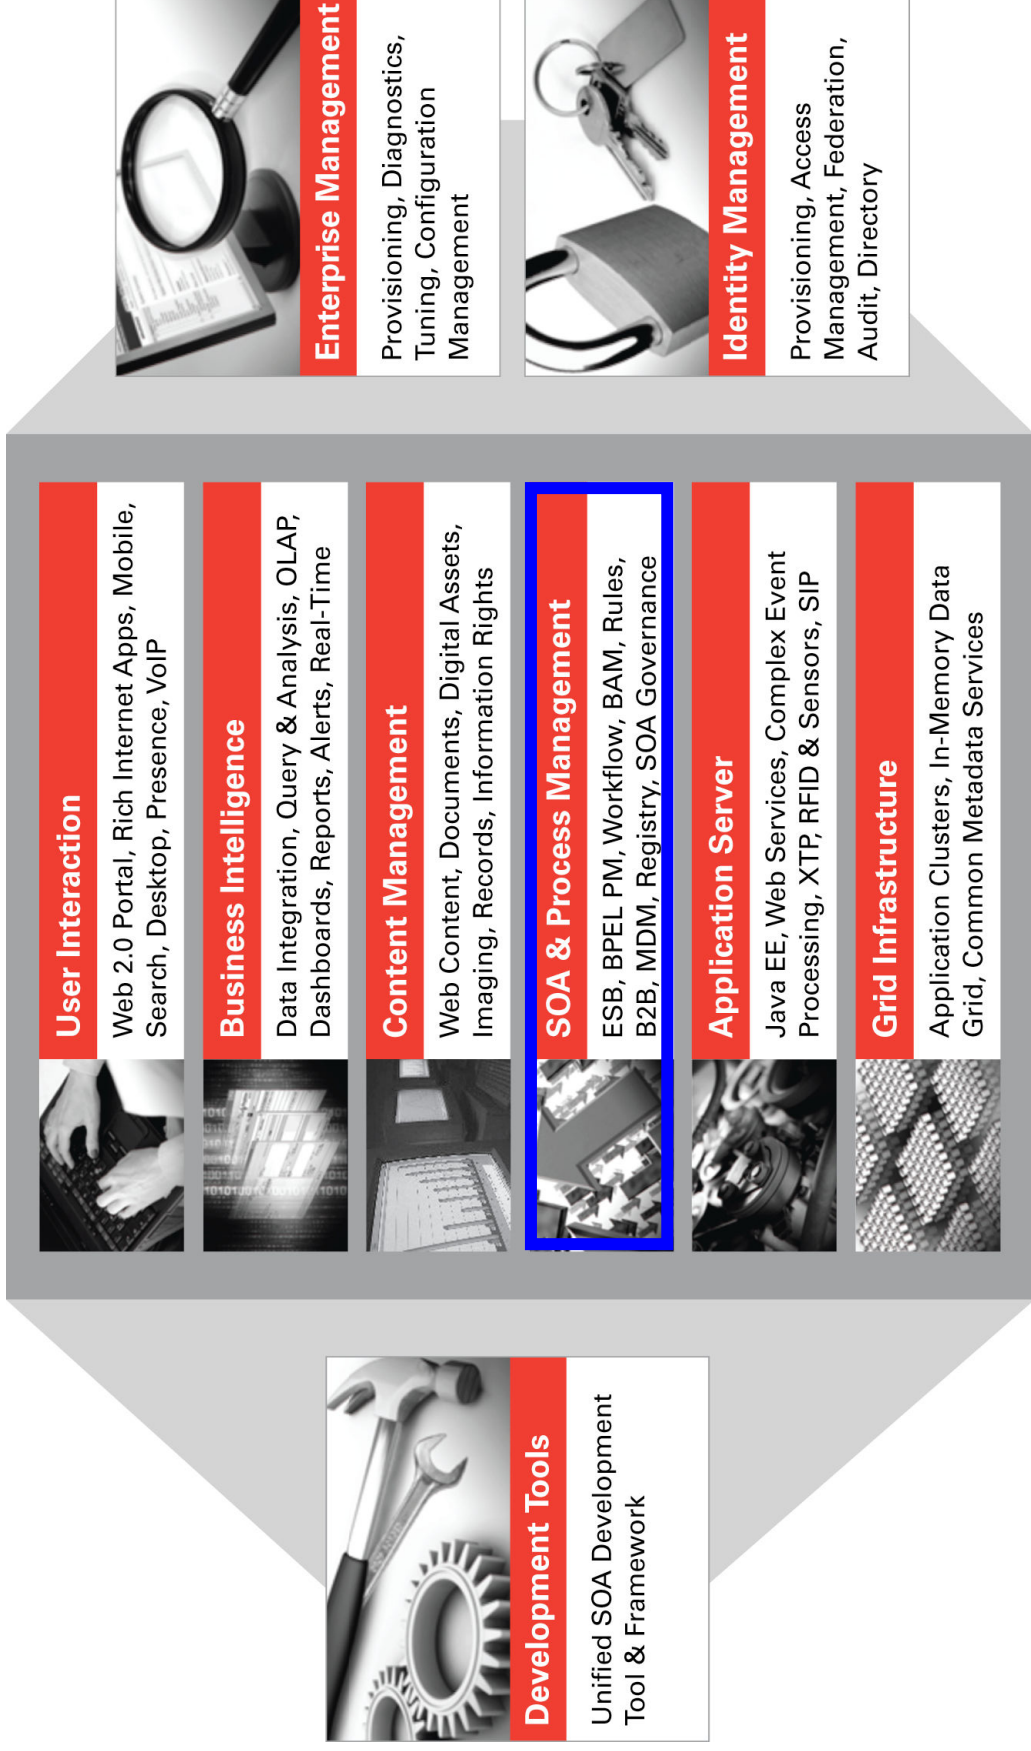 Development Tools
Unified SOA Development
Tool & Framework
User Interaction
Web 2.0 Portal, Rich Internet Apps, Mobile,
Search, Desktop, Presence, VoIP
Business Intelligence
Data Integration, Query & Analysis, OLAP,
Dashboards, Reports, Alerts, Real-Time
Content Management
Web Content, Documents, Digital Assets,
Imaging, Records, Information Rights
SOA & Process Management
ESB, BPEL PM, Workflow, BAM, Rules,
B2B, MDM, Registry, SOA Governance
Application Server
Java EE, Web Services, Complex Event
Processing, XTP, RFID & Sensors, SIP
Grid Infrastructure
Application Clusters, In-Memory Data
Grid, Common Metadata Services
Enterprise Management
Provisioning, Diagnostics,
Tuning, Configuration
Management
Identity Management
Provisioning, Access
Management, Federation,
Audit, Directory